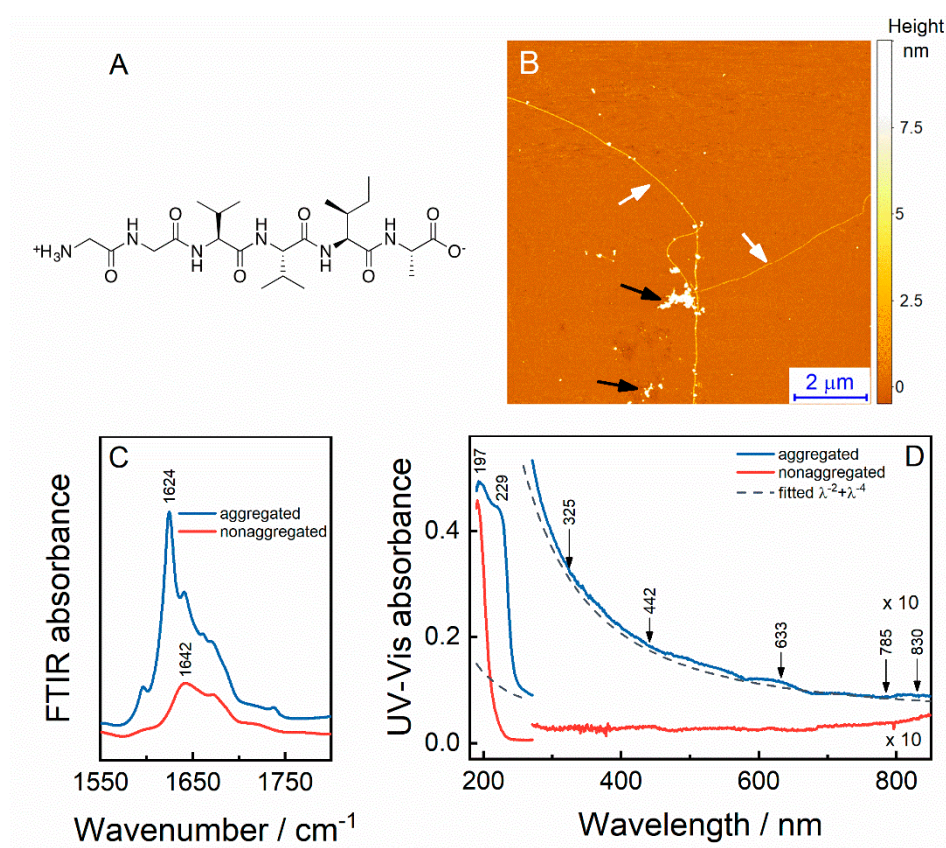 A
⁺H₃N
O
H
N
O
N
H
O
H
N
O
N
H
O
H
N
O
O⁻
B
Height
nm
7.5
5
2.5
0
2 μm
C
1624
aggregated
nonaggregated
1642
FTIR absorbance
1550
1650
1750
Wavenumber / cm⁻¹
D
197
229
aggregated
nonaggregated
fitted λ⁻²+λ⁻⁴
325
442
633
785
830
x 10
x 10
UV-Vis absorbance
0.4
0.2
0.0
200
400
600
800
Wavelength / nm